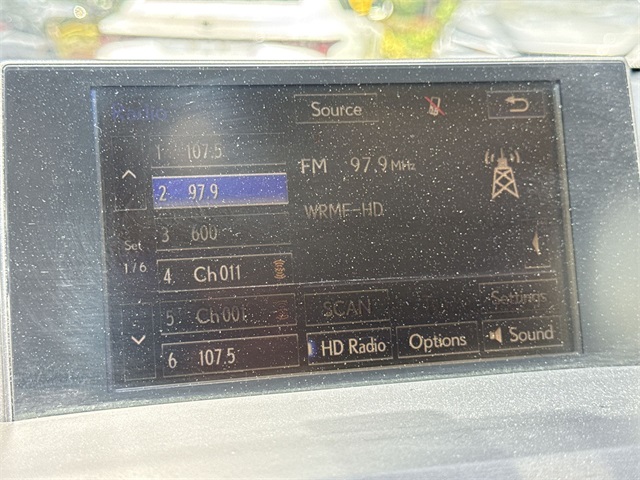 Source
1 107.5
FM 97.9 MHz
2 97.9
WRMF-HD
3 600
Set
1/6
4 Ch011
5 Ch001
SCAN
Settings
6 107.5
HD Radio
Options
Sound